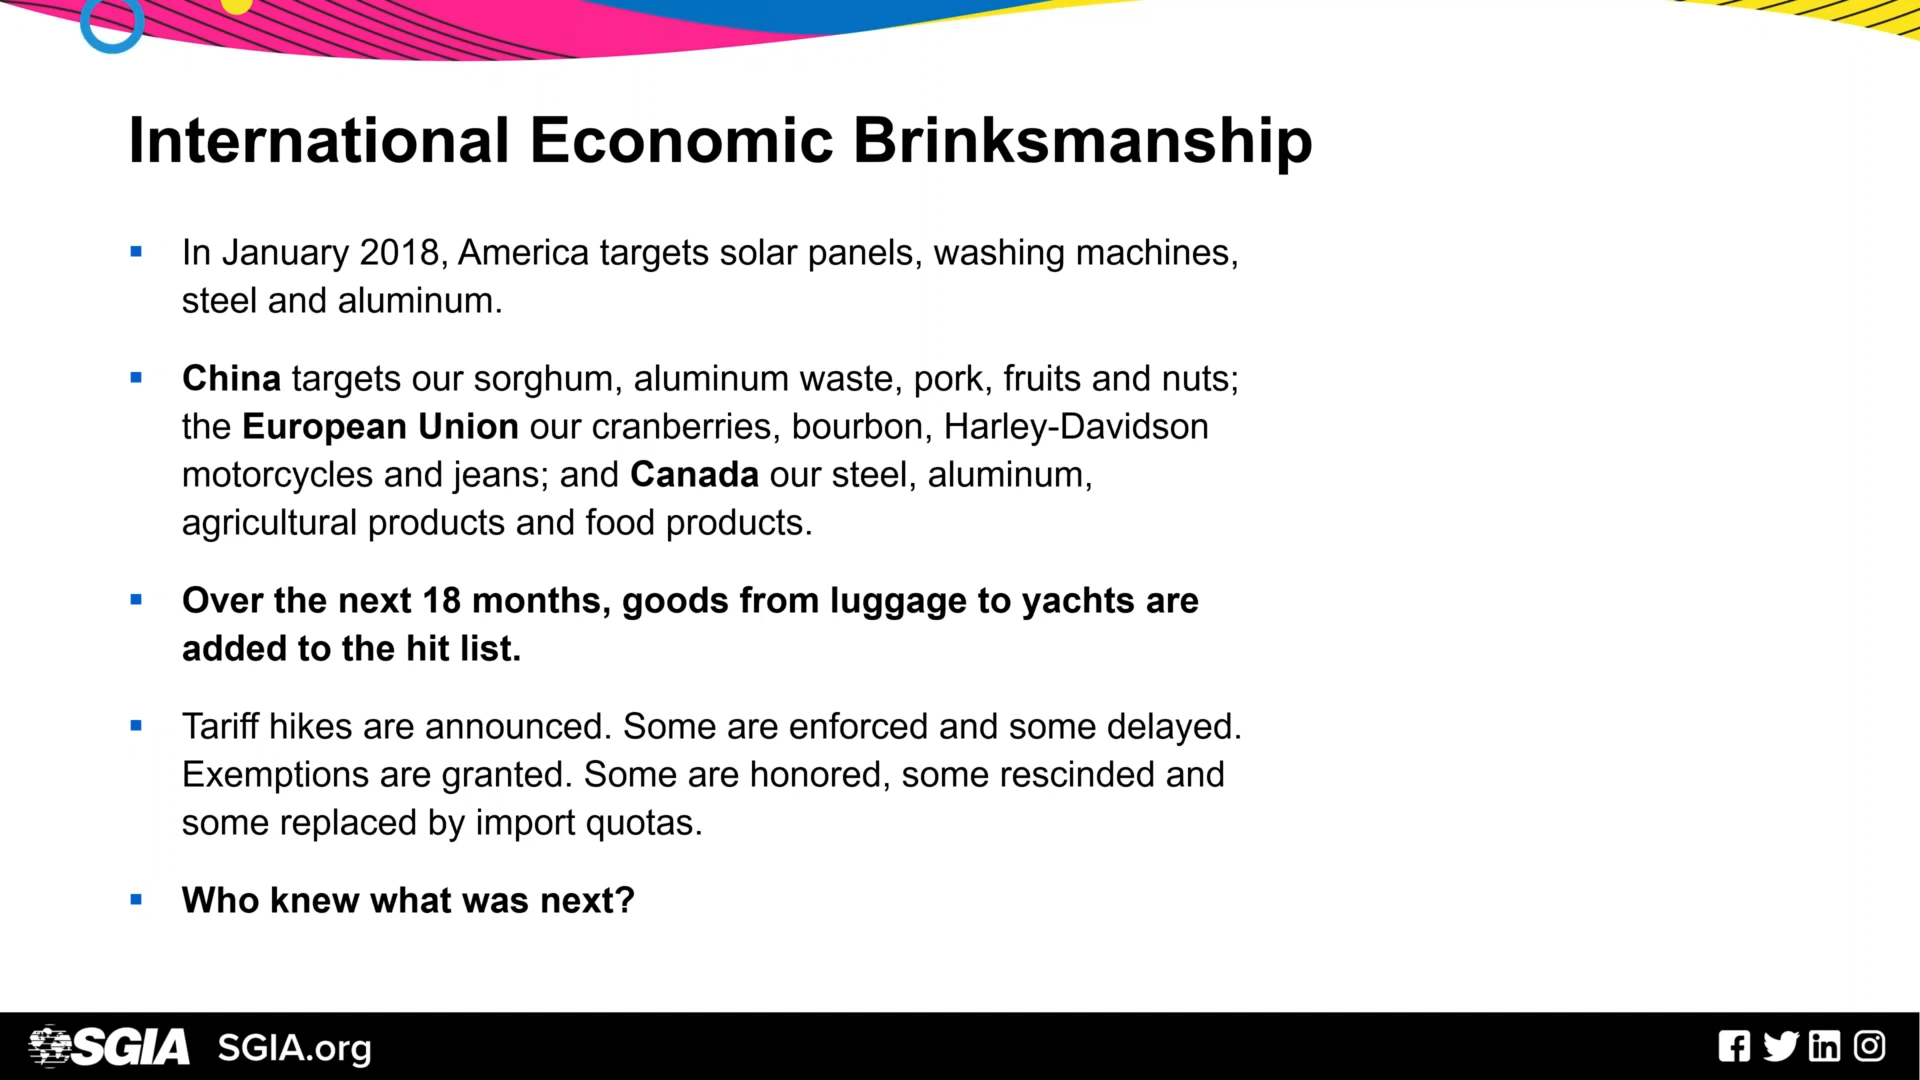 International Economic Brinksmanship
In January 2018, America targets solar panels, washing machines,
steel and aluminum.
China targets our sorghum, aluminum waste, pork, fruits and nuts;
the European Union our cranberries, bourbon, Harley-Davidson
motorcycles and jeans; and Canada our steel, aluminum,
agricultural products and food products.
Over the next 18 months, goods from luggage to yachts are
added to the hit list.
Tariff hikes are announced. Some are enforced and some delayed.
Exemptions are granted. Some are honored, some rescinded and
some replaced by import quotas.
Who knew what was next?
SGIA SGIA.org